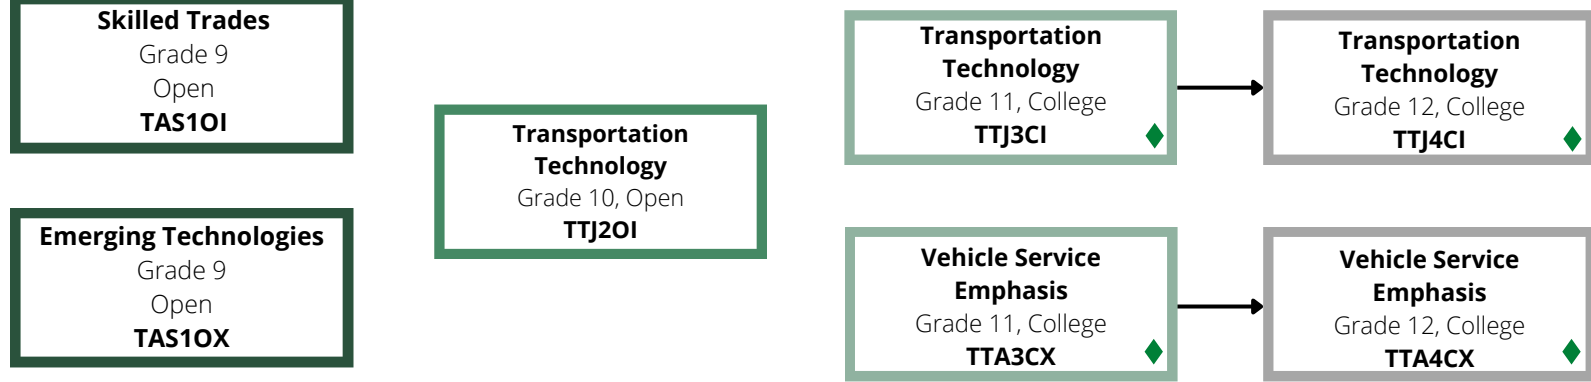 Skilled Trades
Grade 9
Open
TAS1OI
Emerging Technologies
Grade 9
Open
TAS1OX
Transportation
Technology
Grade 10, Open
TTJ2OI
Transportation
Technology
Grade 11, College
TTJ3CI
Transportation
Technology
Grade 12, College
TTJ4CI
Vehicle Service
Emphasis
Grade 11, College
TTA3CX
Vehicle Service
Emphasis
Grade 12, College
TTA4CX